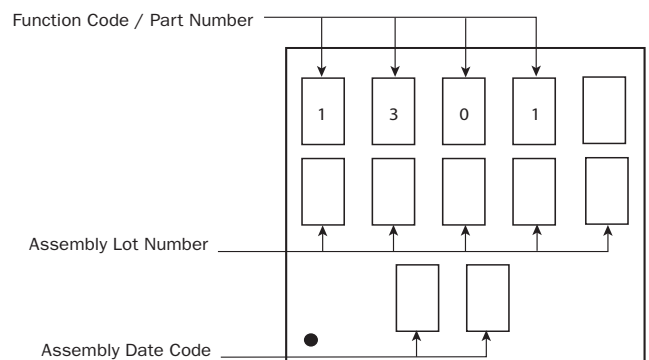 Function Code / Part Number
1 3 0 1
Assembly Lot Number
Assembly Date Code